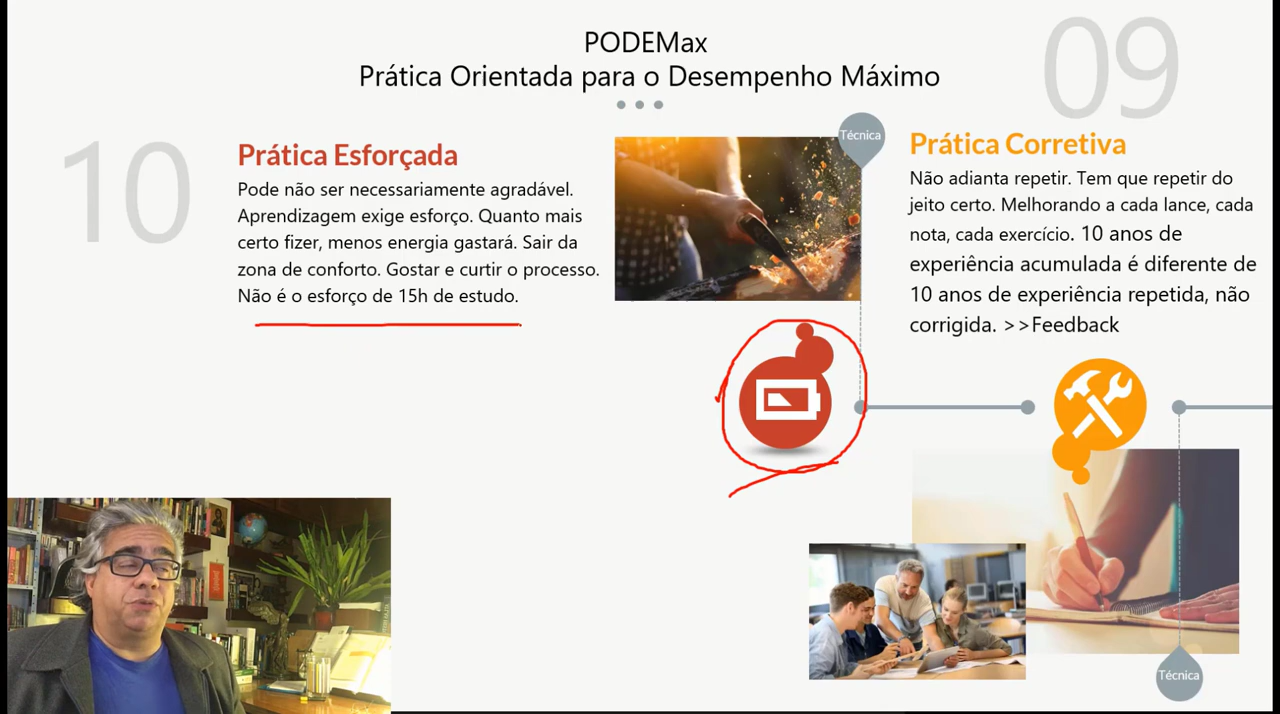 PODEMax
Prática Orientada para o Desempenho Máximo
09
10
Prática Esforçada
Pode não ser necessariamente agradável.
Aprendizagem exige esforço. Quanto mais
certo fizer, menos energia gastará. Sair da
zona de conforto. Gostar e curtir o processo.
Não é o esforço de 15h de estudo.
Técnica
Prática Corretiva
Não adianta repetir. Tem que repetir do
jeito certo. Melhorando a cada lance, cada
nota, cada exercício. 10 anos de
experiência acumulada é diferente de
10 anos de experiência repetida, não
corrigida. >>Feedback
Técnica